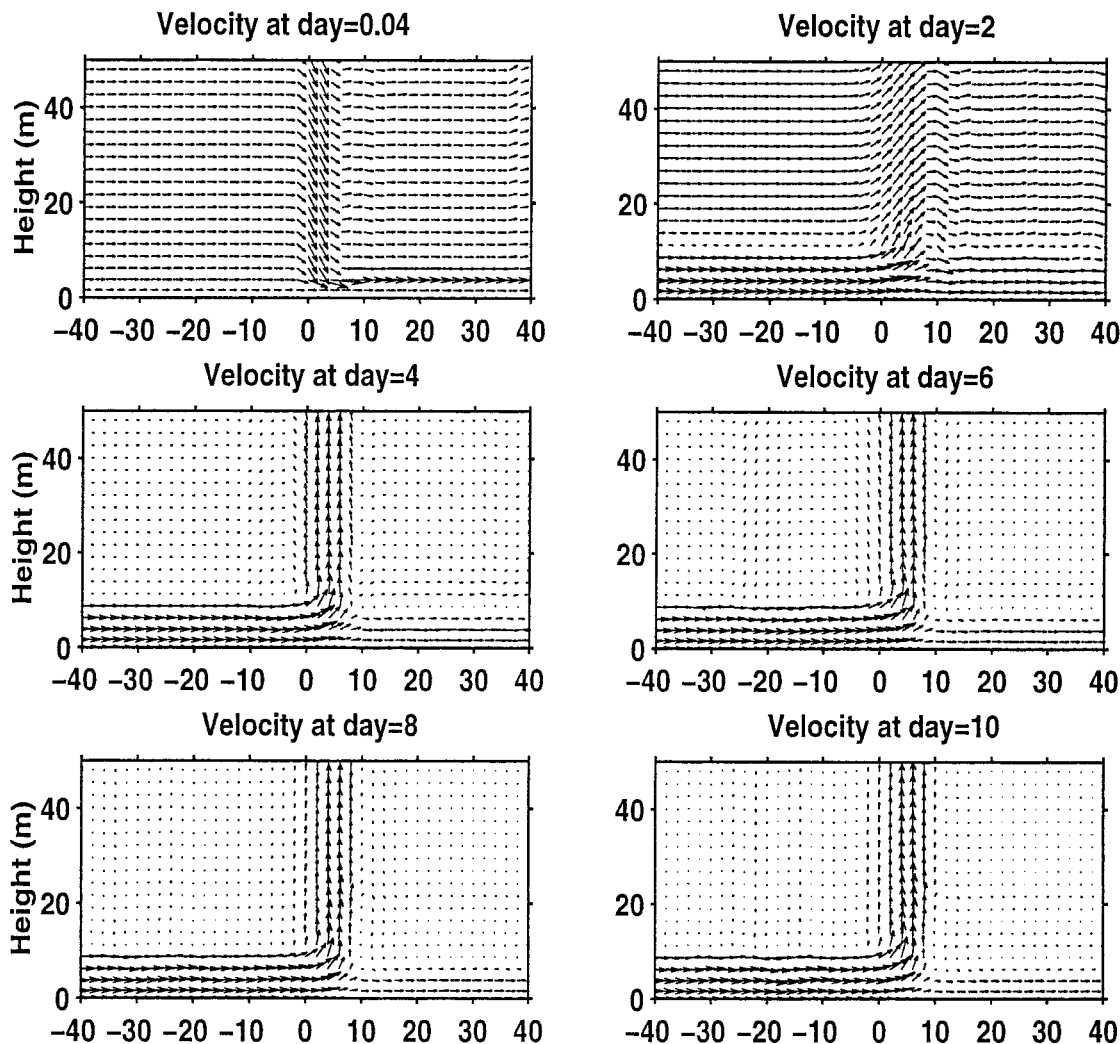 Velocity at day=0.04
Velocity at day=2
Height (m)
40
20
0
−40 −30 −20 −10 0 10 20 30 40
40
20
0
−40 −30 −20 −10 0 10 20 30 40
Velocity at day=4
Velocity at day=6
Height (m)
40
20
0
−40 −30 −20 −10 0 10 20 30 40
40
20
0
−40 −30 −20 −10 0 10 20 30 40
Velocity at day=8
Velocity at day=10
Height (m)
40
20
0
−40 −30 −20 −10 0 10 20 30 40
40
20
0
−40 −30 −20 −10 0 10 20 30 40